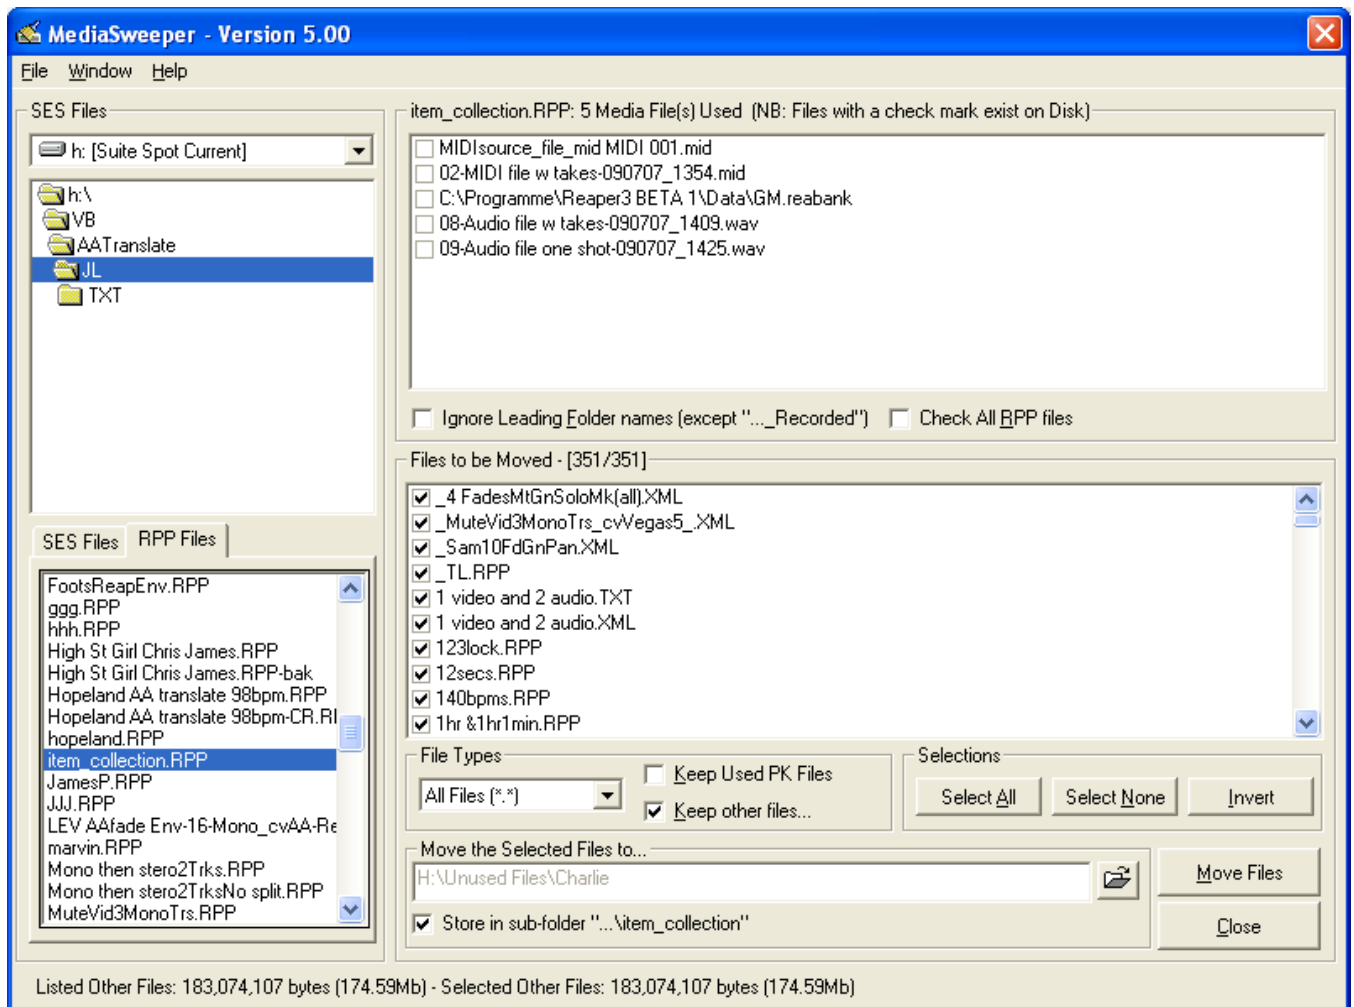 MediaSweeper - Version 5.00
File Window Help
SES Files
h: [Suite Spot Current]
h:\
VB
AATranslate
JL
TXT
SES Files
RPP Files
FootsReapEnv.RPP
ggg.RPP
hhh.RPP
High St Girl Chris James.RPP
High St Girl Chris James.RPP-bak
Hopeland AA translate 98bpm.RPP
Hopeland AA translate 98bpm-CR.RI
hopeland.RPP
item_collection.RPP
JamesP.RPP
JJJ.RPP
LEV AAfade Env-16-Mono_cvAA-Re
marvin.RPP
Mono then stero2Trks.RPP
Mono then stero2TrksNo split.RPP
MuteVid3MonoTrs.RPP
item_collection.RPP: 5 Media File(s) Used (NB: Files with a check mark exist on Disk)
MIDIsource_file_mid MIDI 001.mid
02-MIDI file w takes-090707_1354.mid
C:\Programme\Reaper3 BETA 1\Data\GM.reabank
08-Audio file w takes-090707_1409.wav
09-Audio file one shot-090707_1425.wav
Ignore Leading Folder names (except "..._Recorded")
Check All RPP files
Files to be Moved - [351/351]
_4 FadesMtGnSoloMk(all).XML
_MuteVid3MonoTrs_cvVegas5_.XML
_Sam10FdGnPan.XML
_TL.RPP
1 video and 2 audio.TXT
1 video and 2 audio.XML
123lock.RPP
12secs.RPP
140bpms.RPP
1hr &1hr1min.RPP
File Types
All Files (*.*)
Keep Used PK Files
Keep other files...
Selections
Select All
Select None
Invert
Move the Selected Files to...
H:\Unused Files\Charlie
Store in sub-folder "...\item_collection"
Move Files
Close
Listed Other Files: 183,074,107 bytes (174.59Mb) - Selected Other Files: 183,074,107 bytes (174.59Mb)